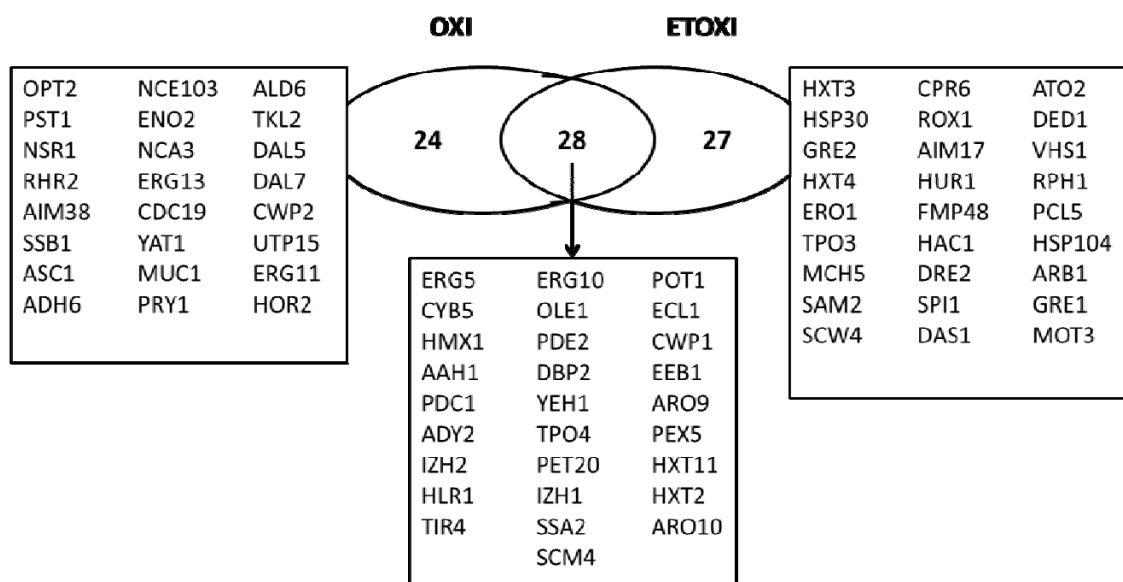 OXI ETOXI
24 28 27
OPT2 NCE103 ALD6
PST1 ENO2 TKL2
NSR1 NCA3 DAL5
RHR2 ERG13 DAL7
AIM38 CDC19 CWP2
SSB1 YAT1 UTP15
ASC1 MUC1 ERG11
ADH6 PRY1 HOR2
HXT3 CPR6 ATO2
HSP30 ROX1 DED1
GRE2 AIM17 VHS1
HXT4 HUR1 RPH1
ERO1 FMP48 PCL5
TPO3 HAC1 HSP104
MCH5 DRE2 ARB1
SAM2 SPI1 GRE1
SCW4 DAS1 MOT3
ERG5 ERG10 POT1
CYB5 OLE1 ECL1
HMX1 PDE2 CWP1
AAH1 DBP2 EEB1
PDC1 YEH1 ARO9
ADY2 TPO4 PEX5
IZH2 PET20 HXT11
HLR1 IZH1 HXT2
TIR4 SSA2 ARO10
SCM4